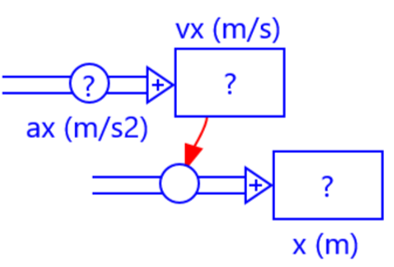 vx (m/s)
? + ?
ax (m/s2)
+ ?
x (m)